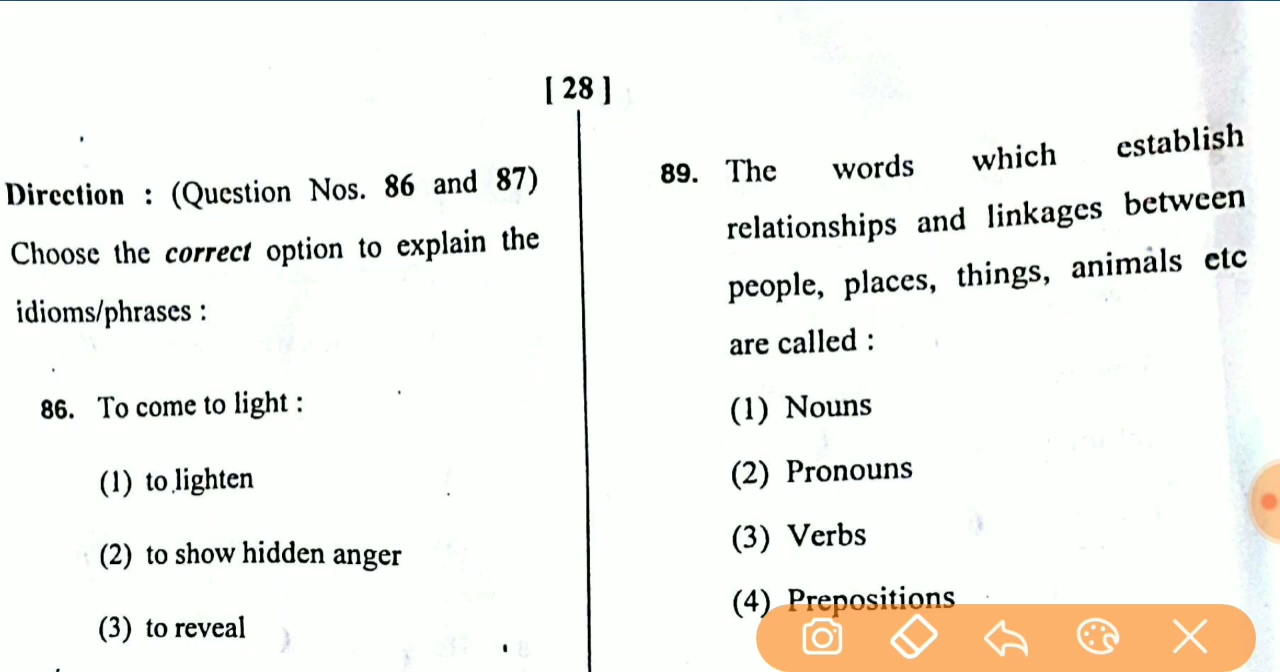 [ 28 ]
Direction : (Question Nos. 86 and 87)
Choose the correct option to explain the
idioms/phrases :
86. To come to light :
(1) to lighten
(2) to show hidden anger
(3) to reveal
89. The words which establish
relationships and linkages between
people, places, things, animals etc
are called :
(1) Nouns
(2) Pronouns
(3) Verbs
(4) Prepositions